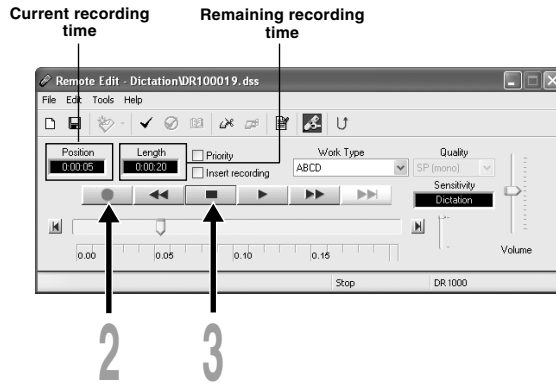 Current recording
time
Remaining recording
time
Remote Edit - Dictation\DR100019.dss
File Edit Tools Help
Position
0:00:05
Length
0:00:20
Priority
Insert recording
Work Type
ABCD
Quality
SP (mono)
Sensitivity
Dictation
Volume
0.00 0.05 0.10 0.15
Stop DR1000
2 3